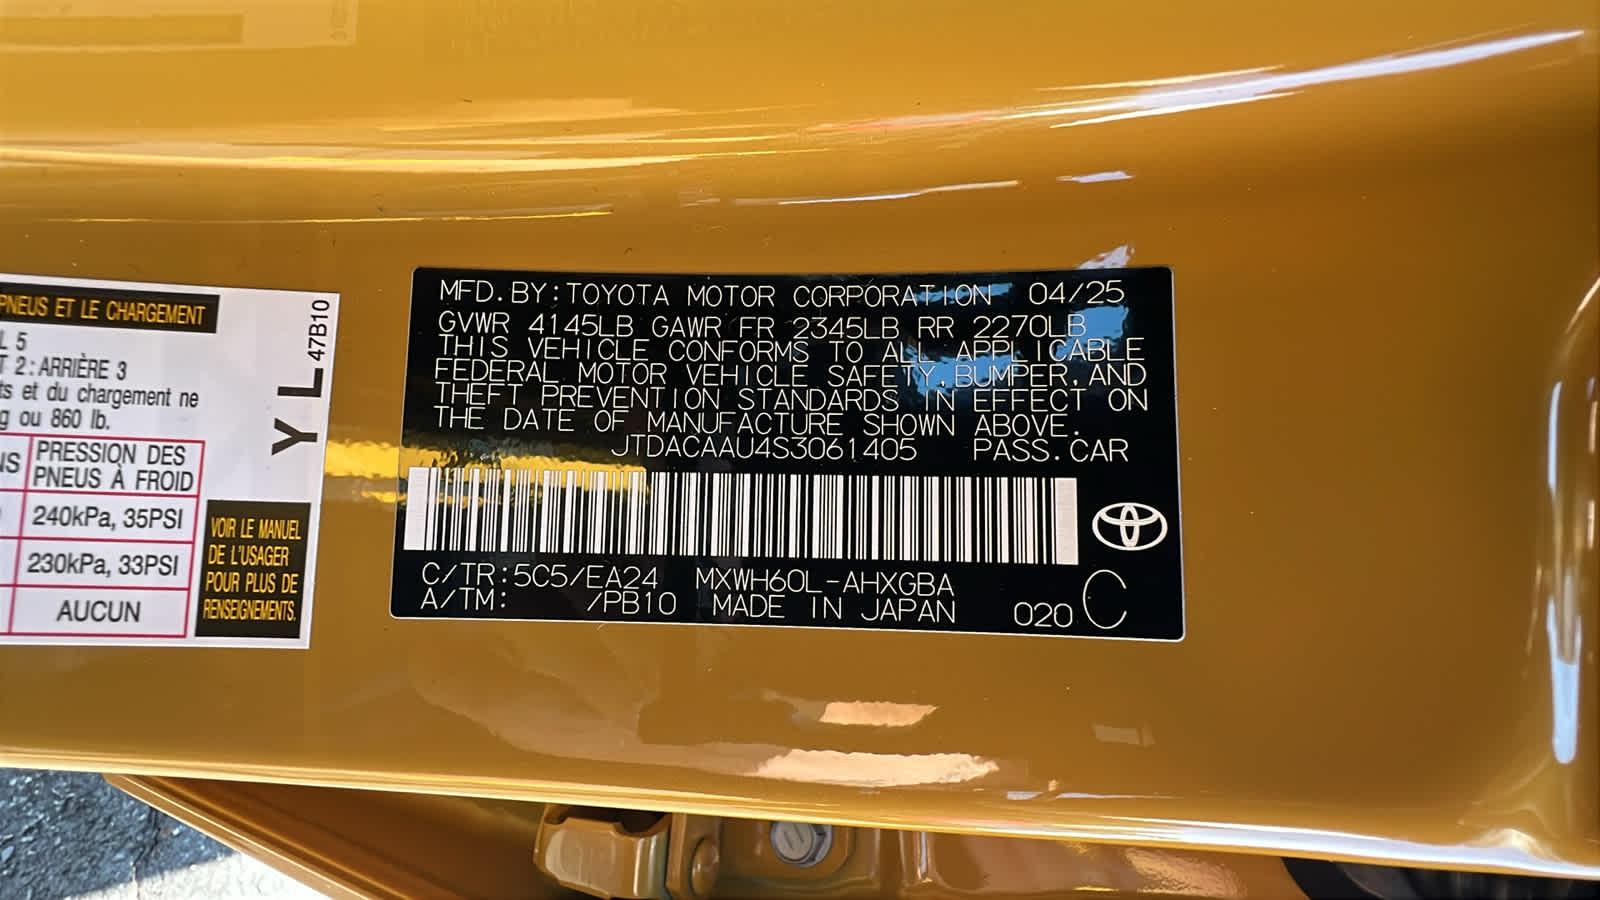 PNEUS ET LE CHARGEMENT
L 5
T 2: ARRIÈRE 3
ts et du chargement ne
g ou 860 lb.
PRESSION DES
PNEUS À FROID
240kPa, 35PSI
230kPa, 33PSI
AUCUN
VOIR LE MANUEL
DE L'USAGER
POUR PLUS DE
RENSEIGNEMENTS.
Y L 47B10
MFD.BY:TOYOTA MOTOR CORPORATION 04/25
GVWR 4145LB GAWR FR 2345LB RR 2270LB
THIS VEHICLE CONFORMS TO ALL APPLICABLE
FEDERAL MOTOR VEHICLE SAFETY,BUMPER,AND
THEFT PREVENTION STANDARDS IN EFFECT ON
THE DATE OF MANUFACTURE SHOWN ABOVE.
JTDACAAU4S3061405 PASS.CAR
C/TR:5C5/EA24 MXWH60L-AHXGBA
A/TM: /PB10 MADE IN JAPAN 020 C